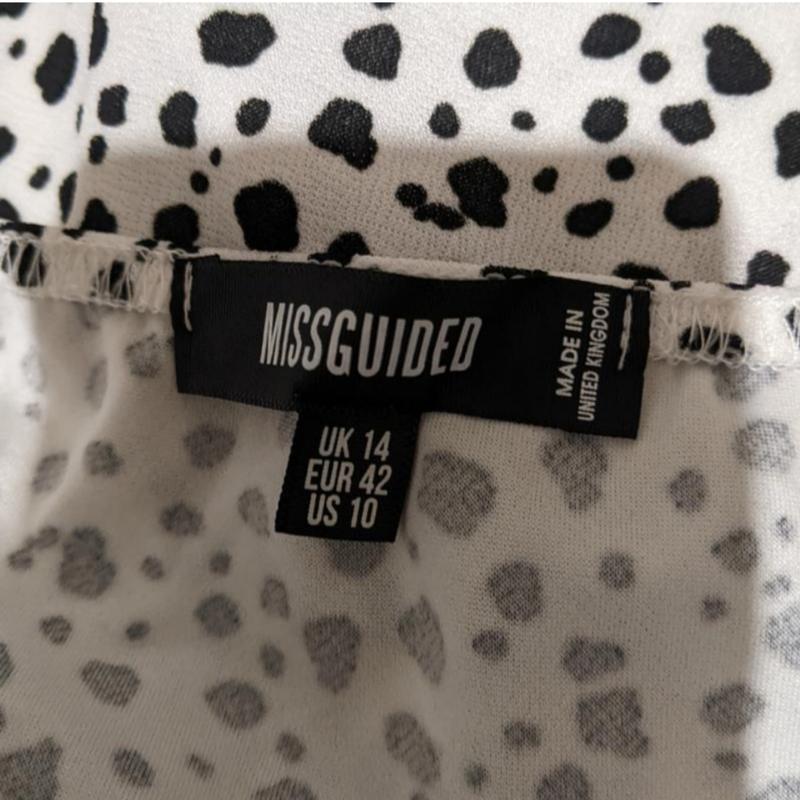 MISSGUIDED
MADE IN
UNITED KINGDOM
UK 14
EUR 42
US 10